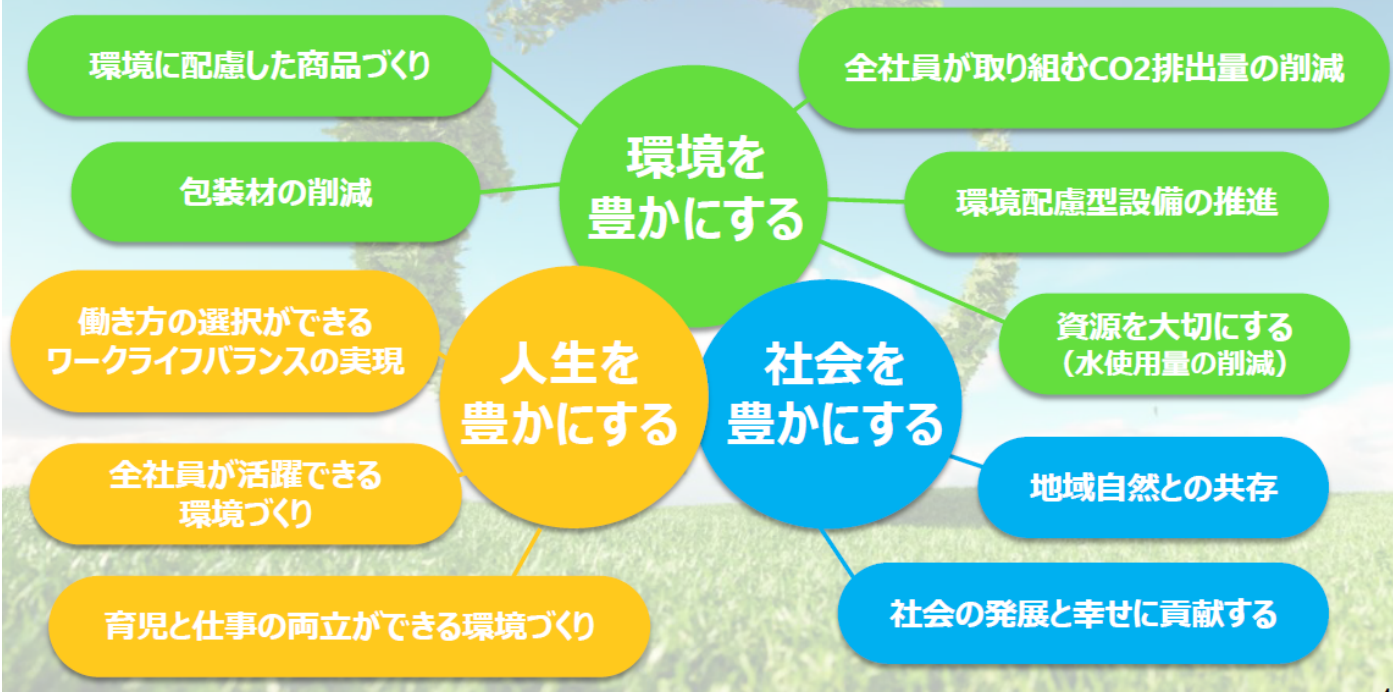 環境に配慮した商品づくり
包装材の削減
全社員が取り組むCO2排出量の削減
環境配慮型設備の推進
資源を大切にする
（水使用量の削減）
環境を
豊かにする
働き方の選択ができる
ワークライフバランスの実現
全社員が活躍できる
環境づくり
育児と仕事の両立ができる環境づくり
人生を
豊かにする
社会を
豊かにする
地域自然との共存
社会の発展と幸せに貢献する